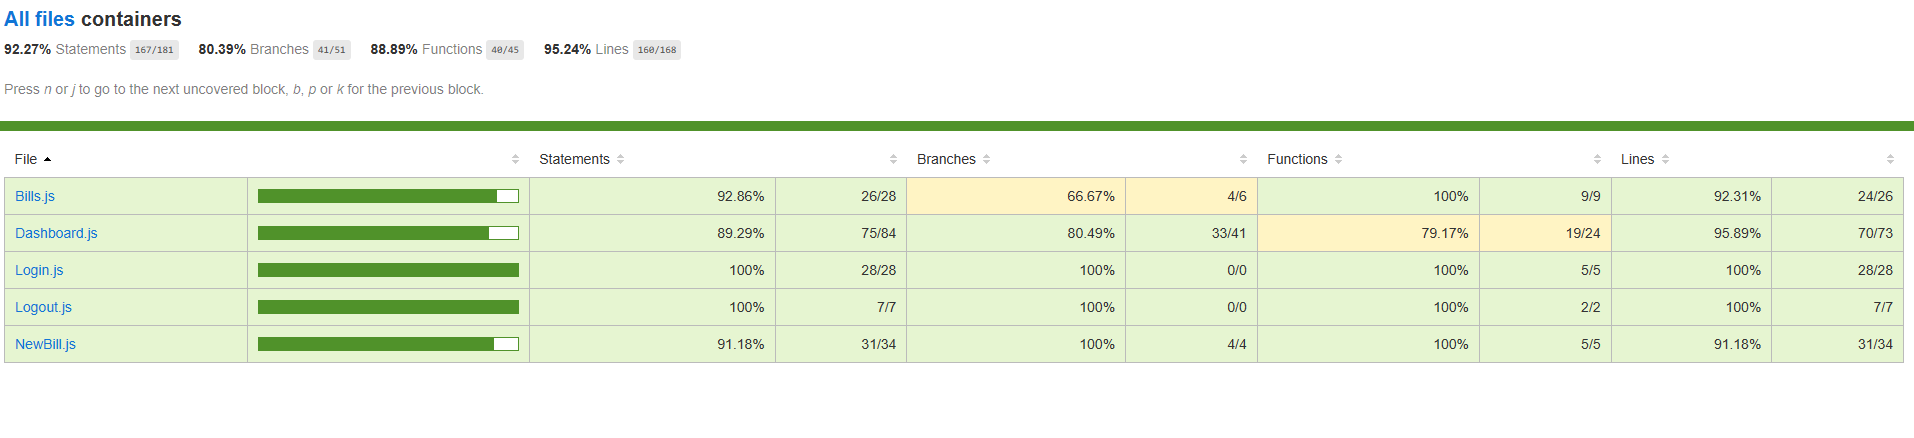 All files containers
92.27% Statements 167/181 80.39% Branches 41/51 88.89% Functions 40/45 95.24% Lines 160/168
Press n or j to go to the next uncovered block, b, p or k for the previous block.
File Statements Branches Functions Lines
Bills.js 92.86% 26/28 66.67% 4/6 100% 9/9 92.31% 24/26
Dashboard.js 89.29% 75/84 80.49% 33/41 79.17% 19/24 95.89% 70/73
Login.js 100% 28/28 100% 0/0 100% 5/5 100% 28/28
Logout.js 100% 7/7 100% 0/0 100% 2/2 100% 7/7
NewBill.js 91.18% 31/34 100% 4/4 100% 5/5 91.18% 31/34